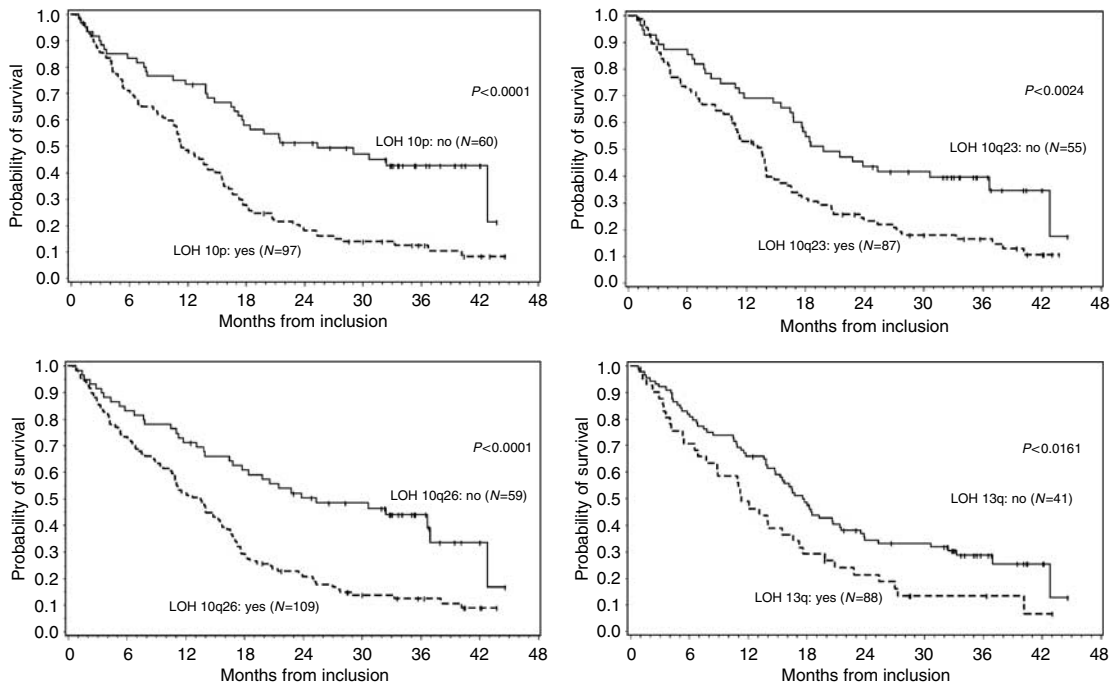 Probability of survival
1.0
0.9
0.8
0.7
0.6
0.5
0.4
0.3
0.2
0.1
0.0
P<0.0001
LOH 10p: no (N=60)
LOH 10p: yes (N=97)
0 6 12 18 24 30 36 42 48
Months from inclusion
Probability of survival
1.0
0.9
0.8
0.7
0.6
0.5
0.4
0.3
0.2
0.1
0.0
P<0.0024
LOH 10q23: no (N=55)
LOH 10q23: yes (N=87)
0 6 12 18 24 30 36 42 48
Months from inclusion
Probability of survival
1.0
0.9
0.8
0.7
0.6
0.5
0.4
0.3
0.2
0.1
0.0
P<0.0001
LOH 10q26: no (N=59)
LOH 10q26: yes (N=109)
0 6 12 18 24 30 36 42 48
Months from inclusion
Probability of survival
1.0
0.9
0.8
0.7
0.6
0.5
0.4
0.3
0.2
0.1
0.0
P<0.0161
LOH 13q: no (N=41)
LOH 13q: yes (N=88)
0 6 12 18 24 30 36 42 48
Months from inclusion